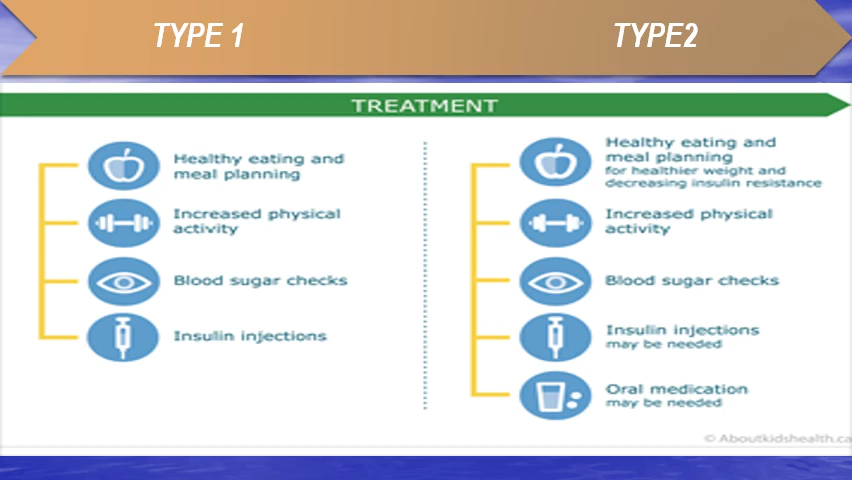 TYPE 1
TYPE2
TREATMENT
Healthy eating and
meal planning
Increased physical
activity
Blood sugar checks
Insulin injections
Healthy eating and
meal planning
for healthier weight and
decreasing insulin resistance
Increased physical
activity
Blood sugar checks
Insulin injections
may be needed
Oral medication
may be needed
© Aboutkidshealth.ca